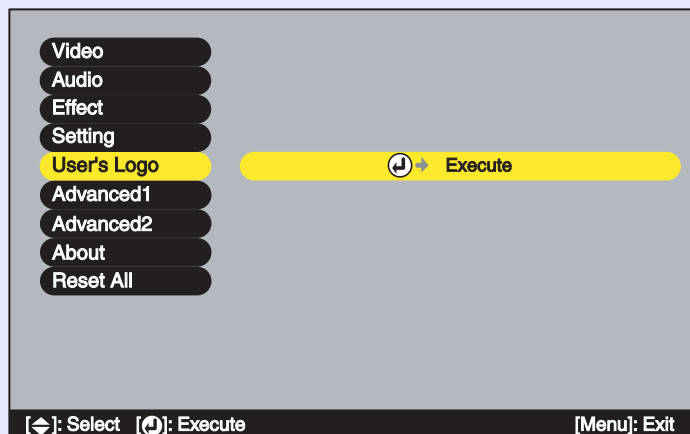 Video
Audio
Effect
Setting
User's Logo
Execute
Advanced1
Advanced2
About
Reset All
[]: Select []: Execute [Menu]: Exit